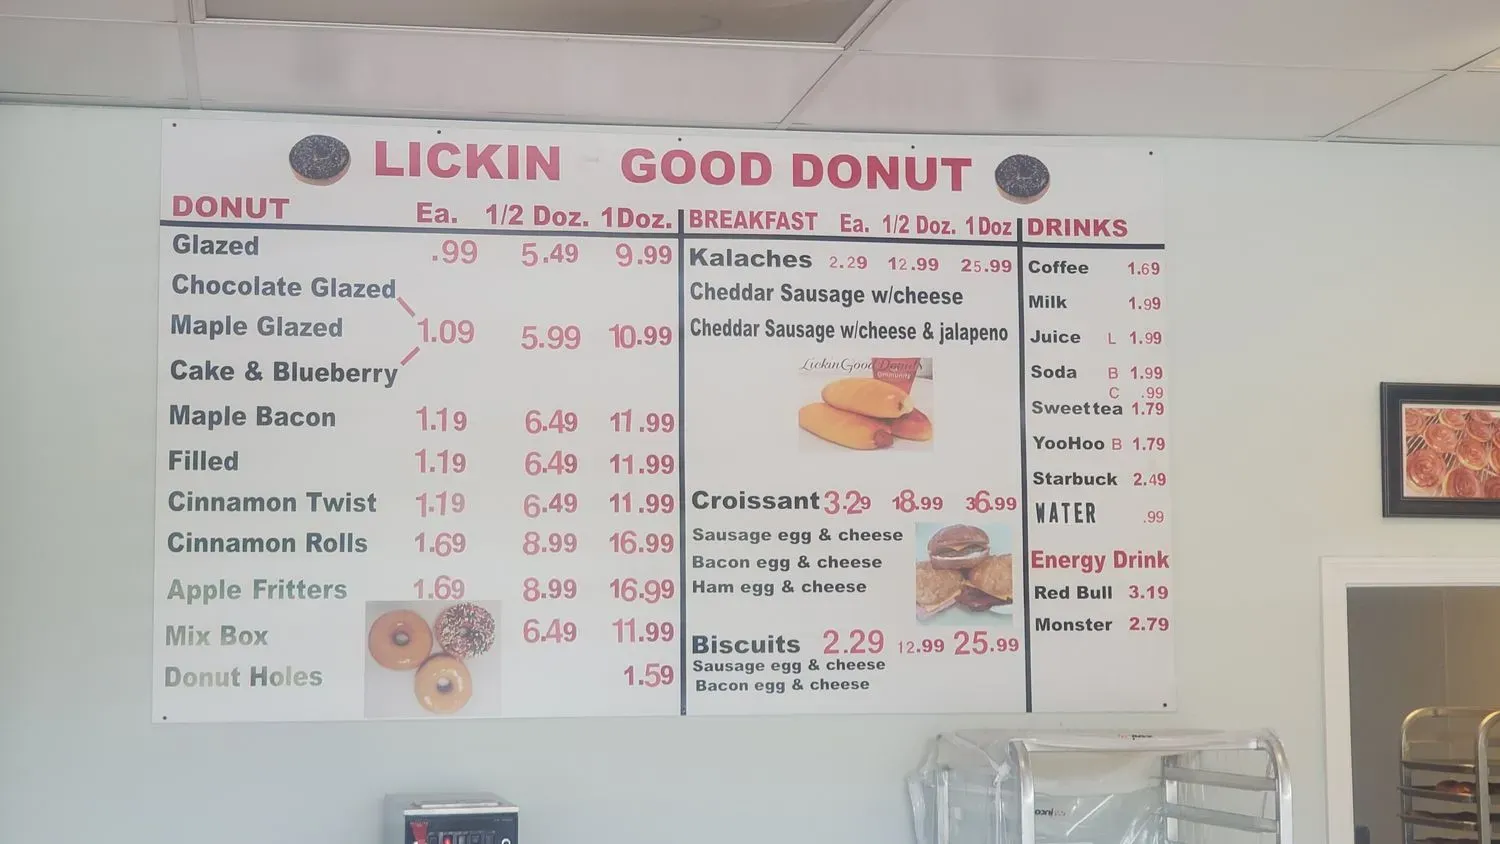 LICKIN GOOD DONUT
DONUT Ea. 1/2 Doz. 1Doz.
Glazed .99 5.49 9.99
Chocolate Glazed
Maple Glazed 1.09 5.99 10.99
Cake & Blueberry
Maple Bacon 1.19 6.49 11.99
Filled 1.19 6.49 11.99
Cinnamon Twist 1.19 6.49 11.99
Cinnamon Rolls 1.69 8.99 16.99
Apple Fritters 1.69 8.99 16.99
Mix Box 6.49 11.99
Donut Holes 1.59
BREAKFAST Ea. 1/2 Doz. 1Doz
Kalaches 2.29 12.99 25.99
Cheddar Sausage w/cheese
Cheddar Sausage w/cheese & jalapeno
Lickin Good Donuts
Croissant 3.29 18.99 36.99
Sausage egg & cheese
Bacon egg & cheese
Ham egg & cheese
Biscuits 2.29 12.99 25.99
Sausage egg & cheese
Bacon egg & cheese
DRINKS
Coffee 1.69
Milk 1.99
Juice L 1.99
Soda B 1.99
C .99
Sweet tea 1.79
YooHoo B 1.79
Starbuck 2.49
WATER .99
Energy Drink
Red Bull 3.19
Monster 2.79